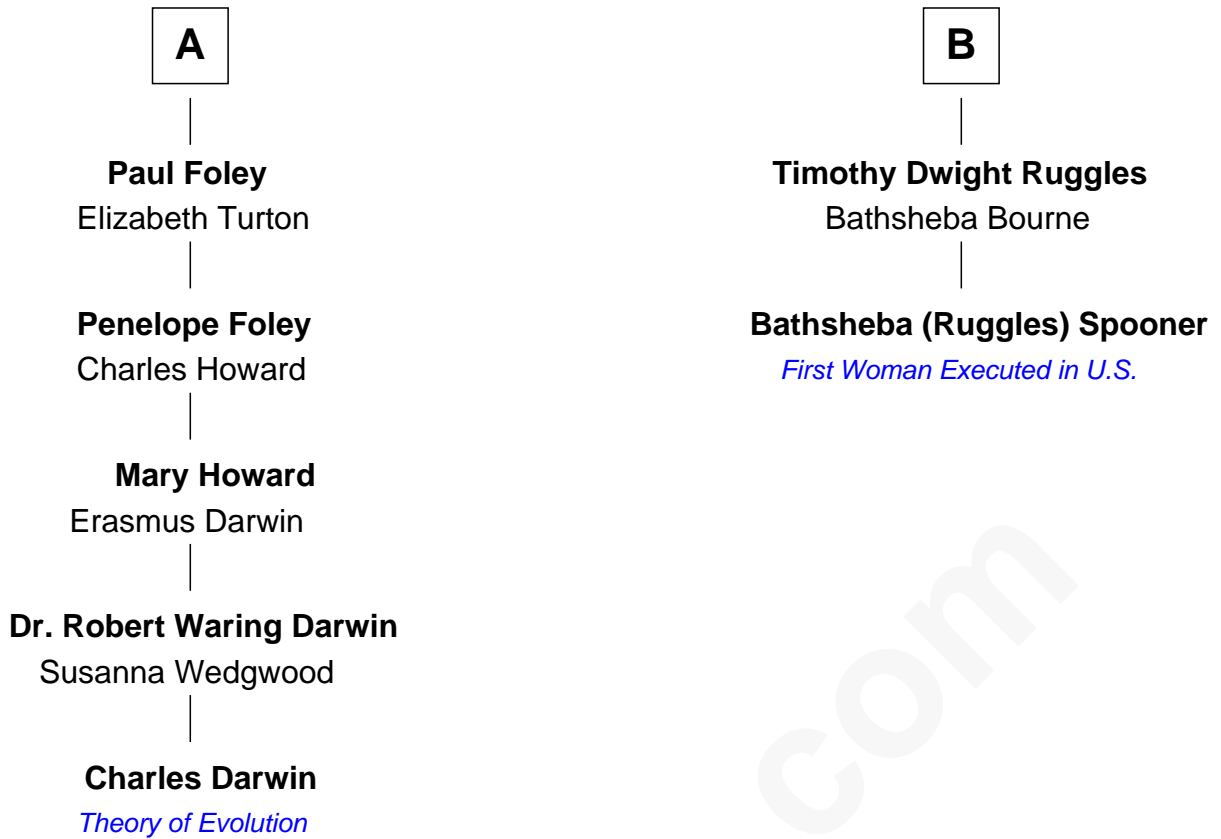 A
Paul Foley
Elizabeth Turton
Penelope Foley
Charles Howard
Mary Howard
Erasmus Darwin
Dr. Robert Waring Darwin
Susanna Wedgwood
Charles Darwin
Theory of Evolution
B
Timothy Dwight Ruggles
Bathsheba Bourne
Bathsheba (Ruggles) Spooner
First Woman Executed in U.S.
com